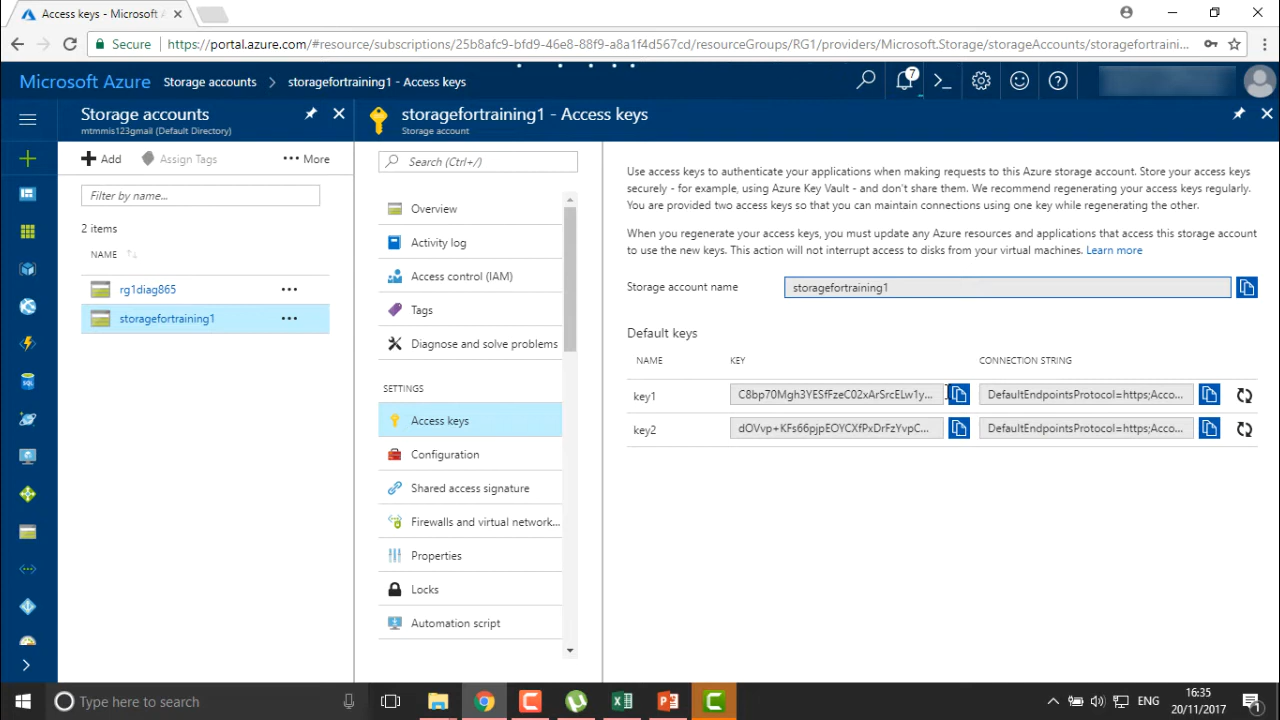 Access keys - Microsoft A
Secure
https://portal.azure.com/#resource/subscriptions/25b8afc9-bfd9-46e8-88f9-a8a1f4d567cd/resourceGroups/RG1/providers/Microsoft.Storage/storageAccounts/storagefortraini...
Microsoft Azure
Storage accounts
storagefortraining1 - Access keys
7
Storage accounts
mtmmis123gmail (Default Directory)
Add
Assign Tags
More
Filter by name...
2 items
NAME
rg1diag865
storagefortraining1
storagefortraining1 - Access keys
Storage account
Search (Ctrl+/)
Overview
Activity log
Access control (IAM)
Tags
Diagnose and solve problems
SETTINGS
Access keys
Configuration
Shared access signature
Firewalls and virtual network...
Properties
Locks
Automation script
Use access keys to authenticate your applications when making requests to this Azure storage account. Store your access keys
securely - for example, using Azure Key Vault - and don't share them. We recommend regenerating your access keys regularly.
You are provided two access keys so that you can maintain connections using one key while regenerating the other.
When you regenerate your access keys, you must update any Azure resources and applications that access this storage account
to use the new keys. This action will not interrupt access to disks from your virtual machines. Learn more
Storage account name
storagefortraining1
Default keys
NAME KEY CONNECTION STRING
key1 C8bp70Mgh3YESfFzeC02xArSrcELw1y... DefaultEndpointsProtocol=https;Acco...
key2 dOVvp+KFs66pjpEOYCXfPxDrFzYvpC... DefaultEndpointsProtocol=https;Acco...
Type here to search
ENG
16:35
20/11/2017
1